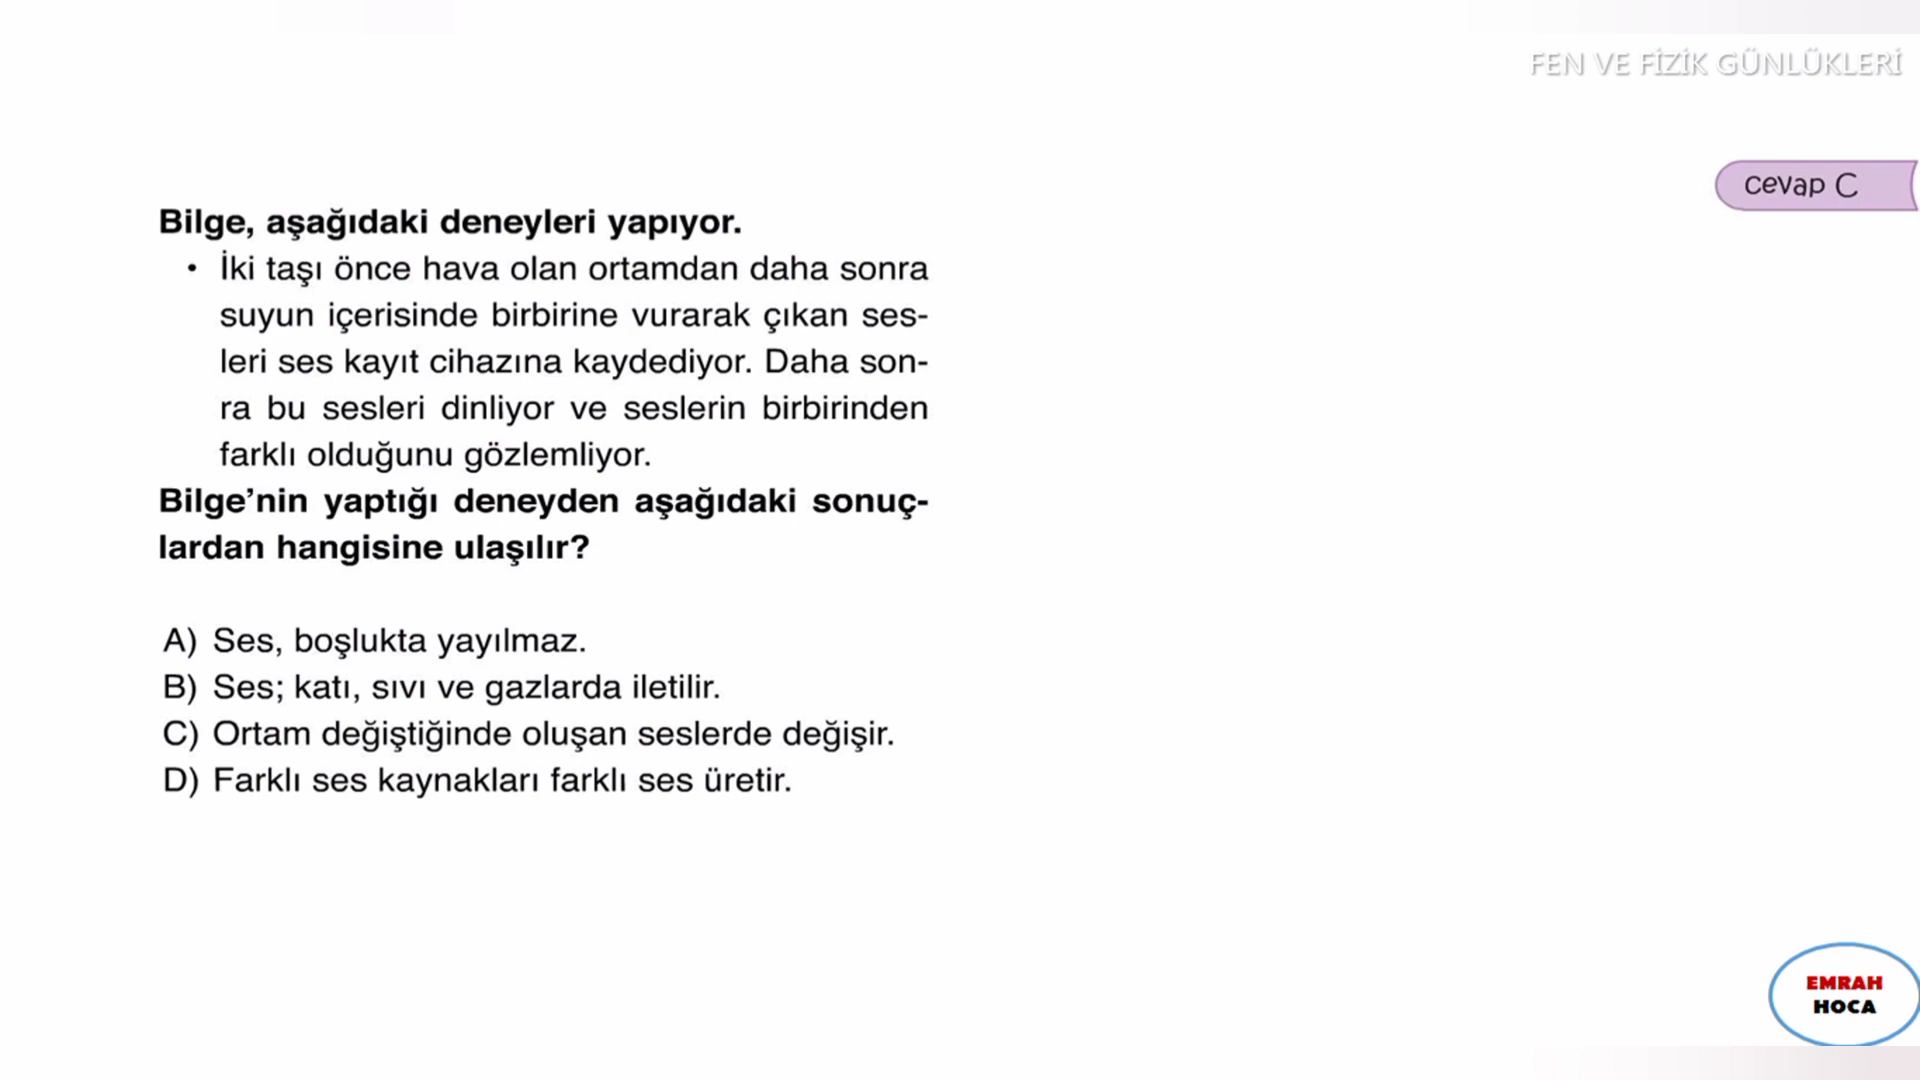 FEN VE FİZİK GÜNLÜKLERİ
cevap C
Bilge, aşağıdaki deneyleri yapıyor.
• İki taşı önce hava olan ortamdan daha sonra
suyun içerisinde birbirine vurarak çıkan ses-
leri ses kayıt cihazına kaydediyor. Daha son-
ra bu sesleri dinliyor ve seslerin birbirinden
farklı olduğunu gözlemliyor.
Bilge’nin yaptığı deneyden aşağıdaki sonuç-
lardan hangisine ulaşılır?
A) Ses, boşlukta yayılmaz.
B) Ses; katı, sıvı ve gazlarda iletilir.
C) Ortam değiştiğinde oluşan seslerde değişir.
D) Farklı ses kaynakları farklı ses üretir.
EMRAH
HOCA